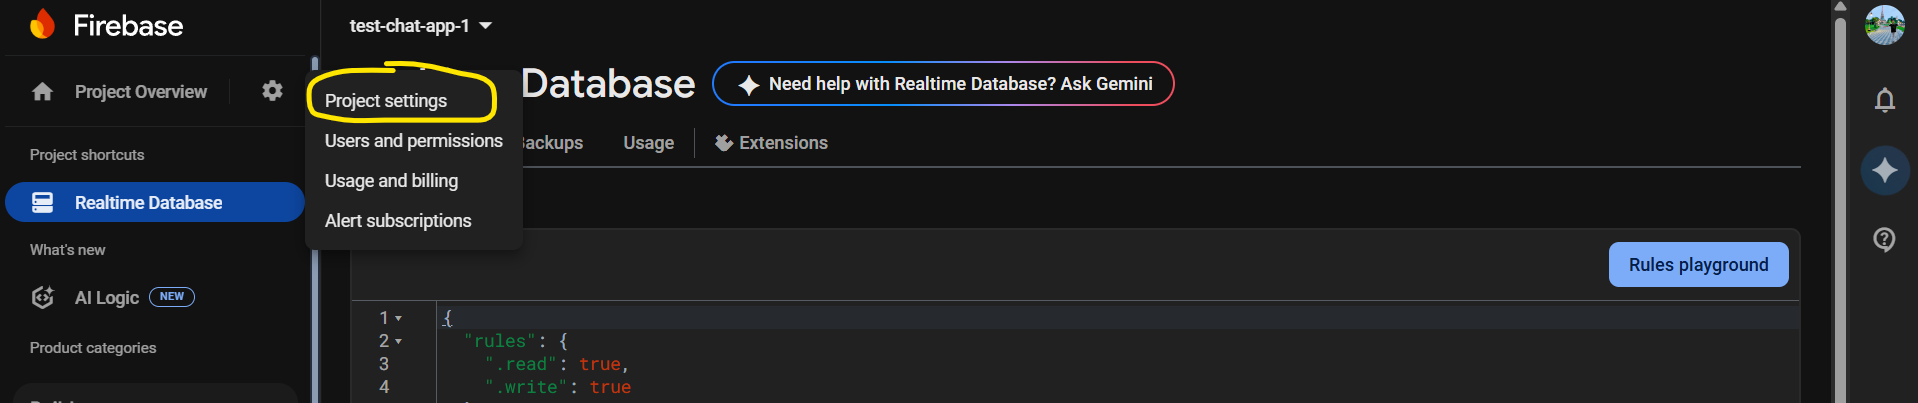 Firebase
test-chat-app-1
Project Overview
Project settings
Users and permissions
Usage and billing
Alert subscriptions
Database
Need help with Realtime Database? Ask Gemini
Backups
Usage
Extensions
Project shortcuts
Realtime Database
What's new
AI Logic NEW
Product categories
Rules playground
1 {
2 "rules": {
3 ".read": true,
4 ".write": true